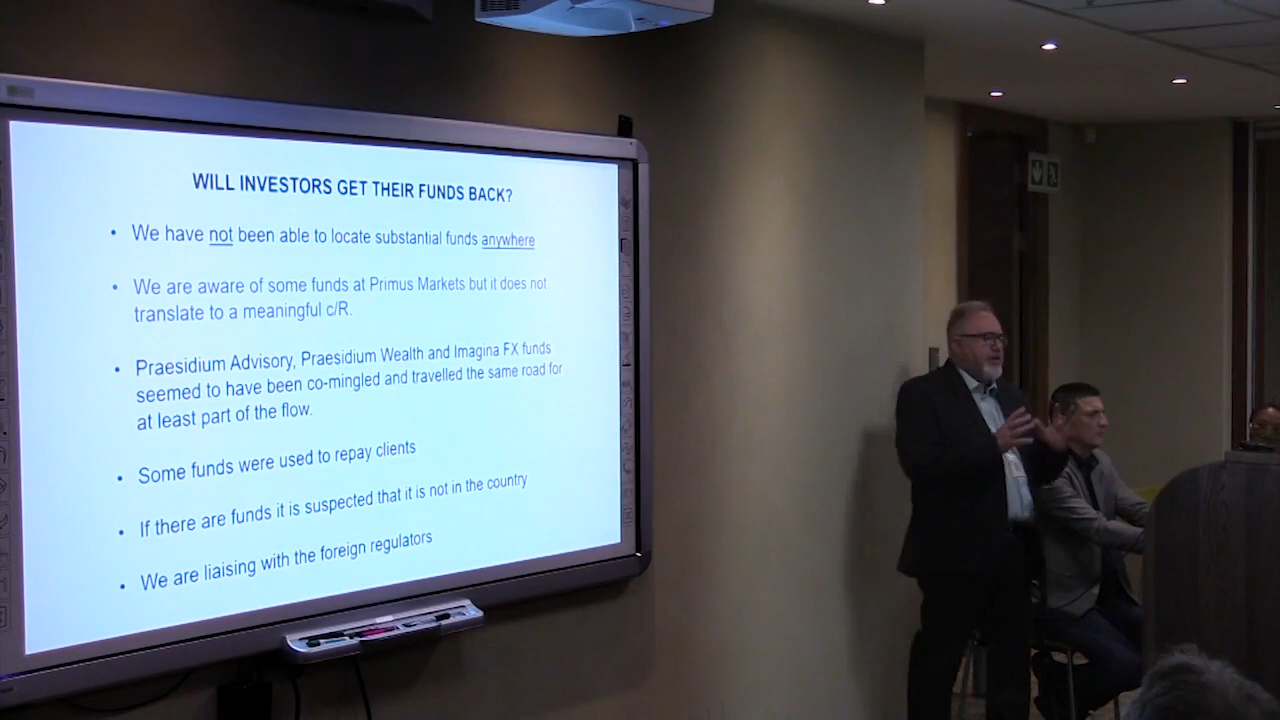 WILL INVESTORS GET THEIR FUNDS BACK?
• We have not been able to locate substantial funds anywhere
• We are aware of some funds at Primus Markets but it does not
translate to a meaningful c/R.
• Praesidium Advisory, Praesidium Wealth and Imagina FX funds
seemed to have been co-mingled and travelled the same road for
at least part of the flow.
• Some funds were used to repay clients
• If there are funds it is suspected that it is not in the country
• We are liaising with the foreign regulators